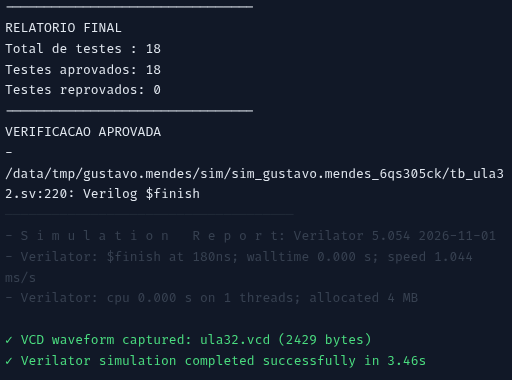 RELATORIO FINAL
Total de testes : 18
Testes aprovados: 18
Testes reprovados: 0
VERIFICACAO APROVADA
-
/data/tmp/gustavo.mendes/sim/sim_gustavo.mendes_6qs305ck/tb_ula3
2.sv:220: Verilog $finish
- S i m u l a t i o n   R e p o r t: Verilator 5.054 2026-11-01
- Verilator: $finish at 180ns; walltime 0.000 s; speed 1.044
ms/s
- Verilator: cpu 0.000 s on 1 threads; allocated 4 MB
✓ VCD waveform captured: ula32.vcd (2429 bytes)
✓ Verilator simulation completed successfully in 3.46s